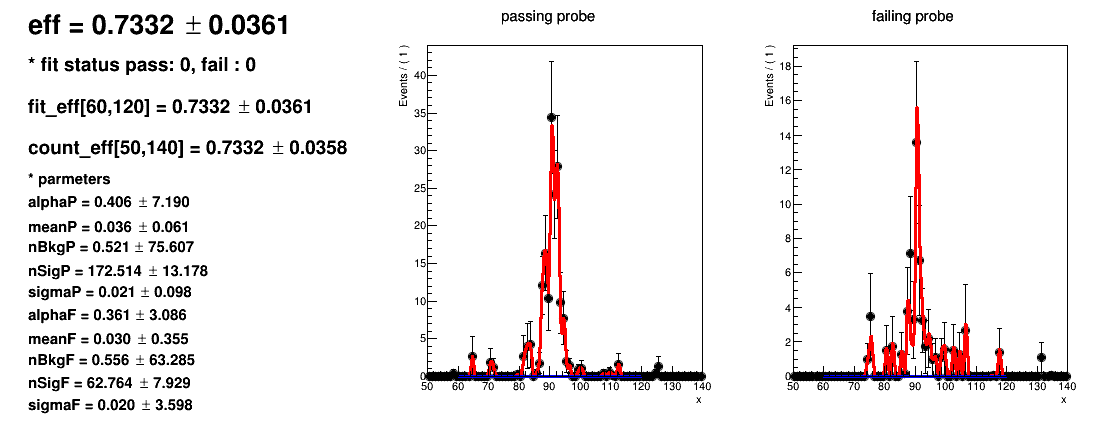 eff = 0.7332 ± 0.0361
* fit status pass: 0, fail : 0
fit_eff[60,120] = 0.7332 ± 0.0361
count_eff[50,140] = 0.7332 ± 0.0358
* parmeters
alphaP = 0.406 ± 7.190
meanP = 0.036 ± 0.061
nBkgP = 0.521 ± 75.607
nSigP = 172.514 ± 13.178
sigmaP = 0.021 ± 0.098
alphaF = 0.361 ± 3.086
meanF = 0.030 ± 0.355
nBkgF = 0.556 ± 63.285
nSigF = 62.764 ± 7.929
sigmaF = 0.020 ± 3.598
passing probe
Events / ( 1 )
40
35
30
25
20
15
10
5
0
50 60 70 80 90 100 110 120 130 140
x
failing probe
Events / ( 1 )
18
16
14
12
10
8
6
4
2
0
50 60 70 80 90 100 110 120 130 140
x